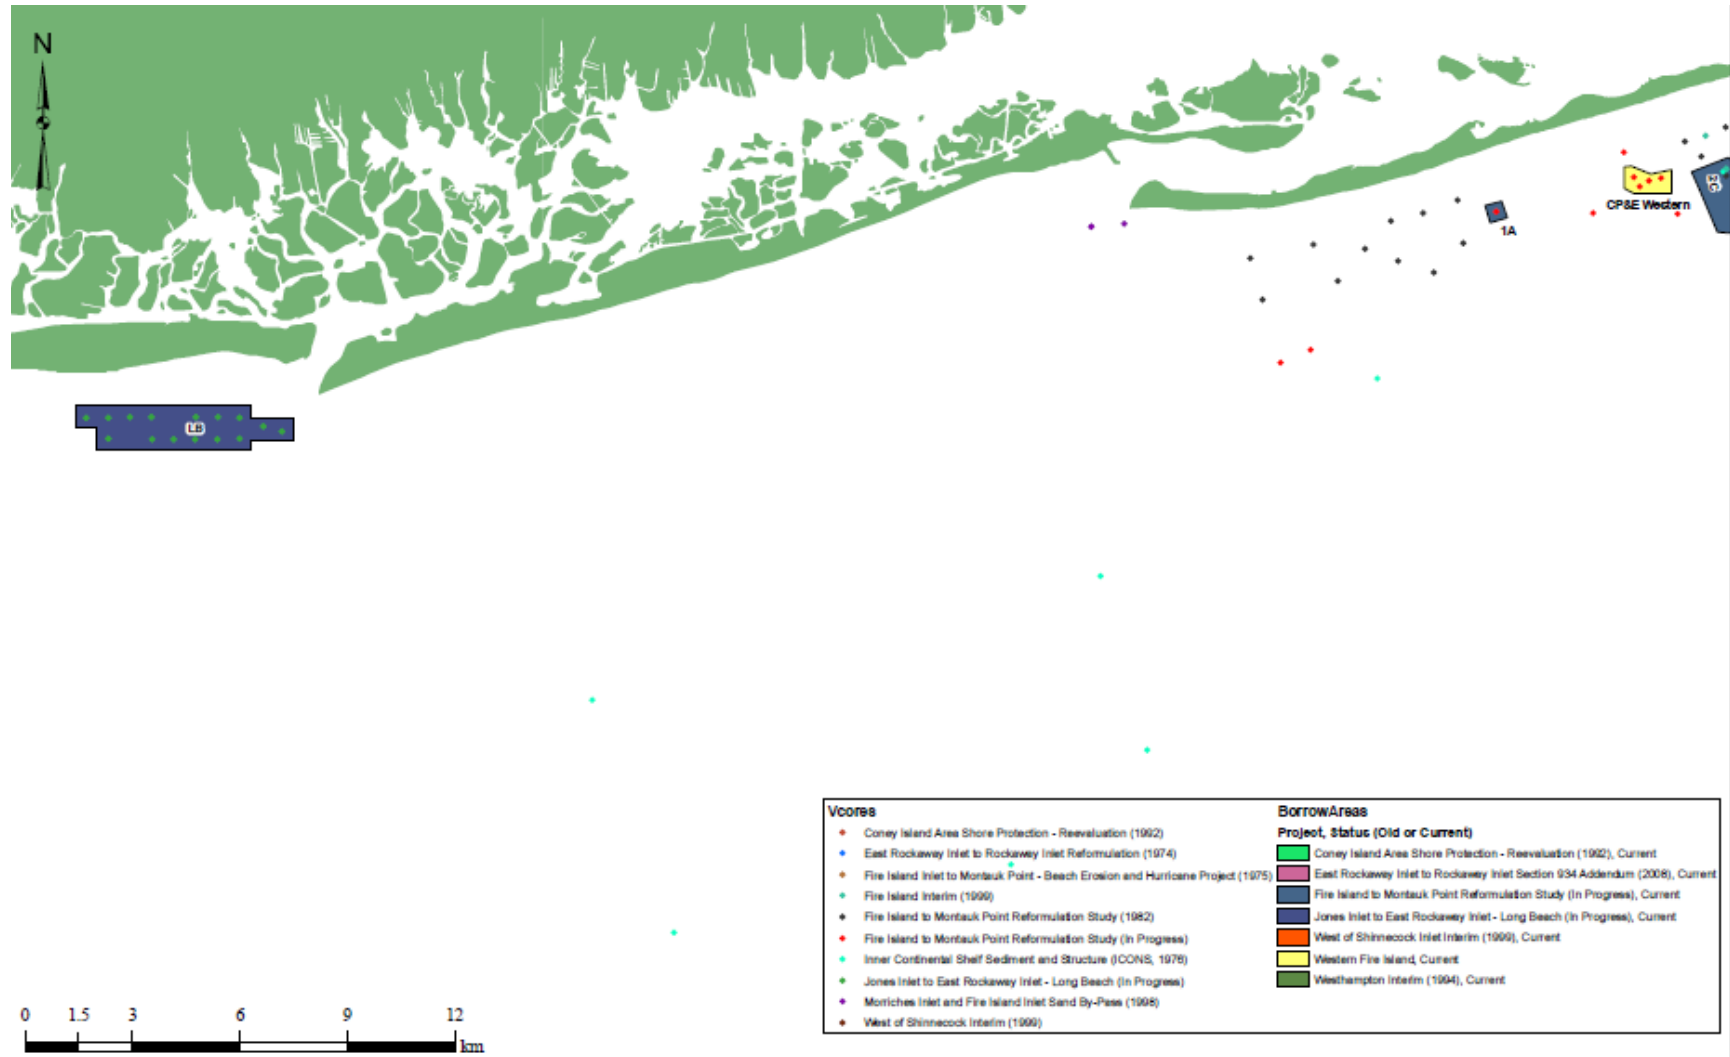 N
CP&E Western
1A
LB
Vcores
Coney Island Area Shore Protection - Reevaluation (1992)
East Rockaway Inlet to Rockaway Inlet Reformulation (1974)
Fire Island Inlet to Montauk Point - Beach Erosion and Hurricane Project (1975)
Fire Island Interim (1999)
Fire Island to Montauk Point Reformulation Study (1982)
Fire Island to Montauk Point Reformulation Study (In Progress)
Inner Continental Shelf Sediment and Structure (ICONS, 1976)
Jones Inlet to East Rockaway Inlet - Long Beach (In Progress)
Morriches Inlet and Fire Island Inlet Sand By-Pass (1998)
West of Shinnecock Interim (1999)
BorrowAreas
Project, Status (Old or Current)
Coney Island Area Shore Protection - Reevaluation (1992), Current
East Rockaway Inlet to Rockaway Inlet Section 934 Addendum (2008), Current
Fire Island to Montauk Point Reformulation Study (In Progress), Current
Jones Inlet to East Rockaway Inlet - Long Beach (In Progress), Current
West of Shinnecock Inlet Interim (1999), Current
Western Fire Island, Current
Westhampton Interim (1994), Current
0 1.5 3 6 9 12
km